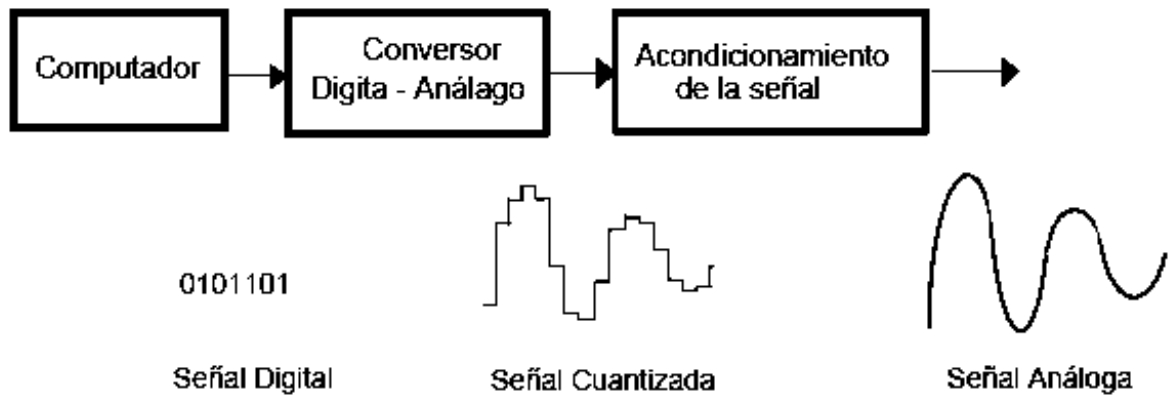 Computador
Conversor
Digita - Análago
Acondicionamiento
de la señal
0101101
Señal Digital
Señal Cuantizada
Señal Análoga